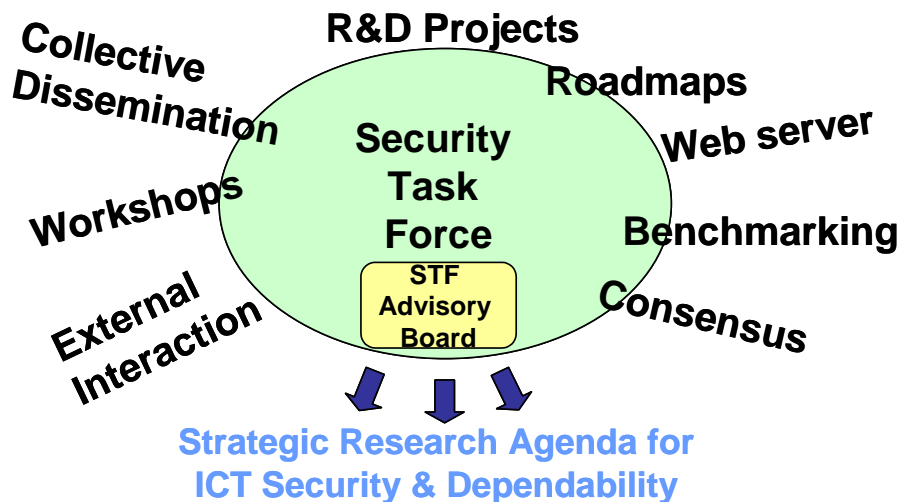 R&D Projects
Collective
Dissemination
Roadmaps
Web server
Security
Task
Force
Workshops
Benchmarking
STF
Advisory
Board
Consensus
External
Interaction
Strategic Research Agenda for
ICT Security & Dependability